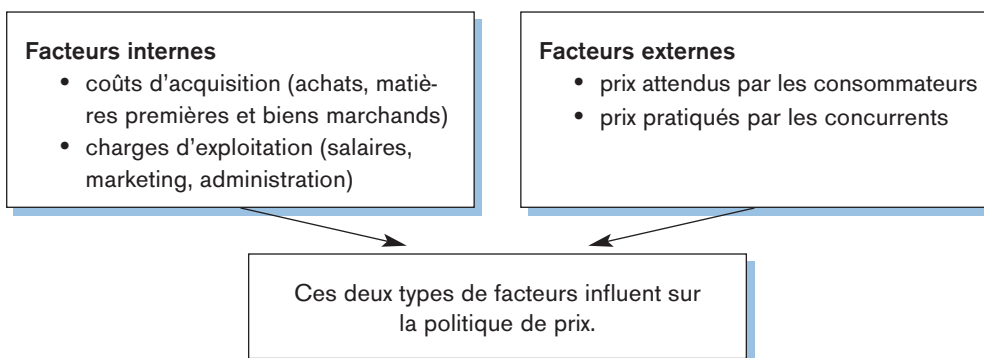 Facteurs internes
• coûts d'acquisition (achats, matiè-
res premières et biens marchands)
• charges d'exploitation (salaires,
marketing, administration)
Facteurs externes
• prix attendus par les consommateurs
• prix pratiqués par les concurrents
Ces deux types de facteurs influent sur
la politique de prix.